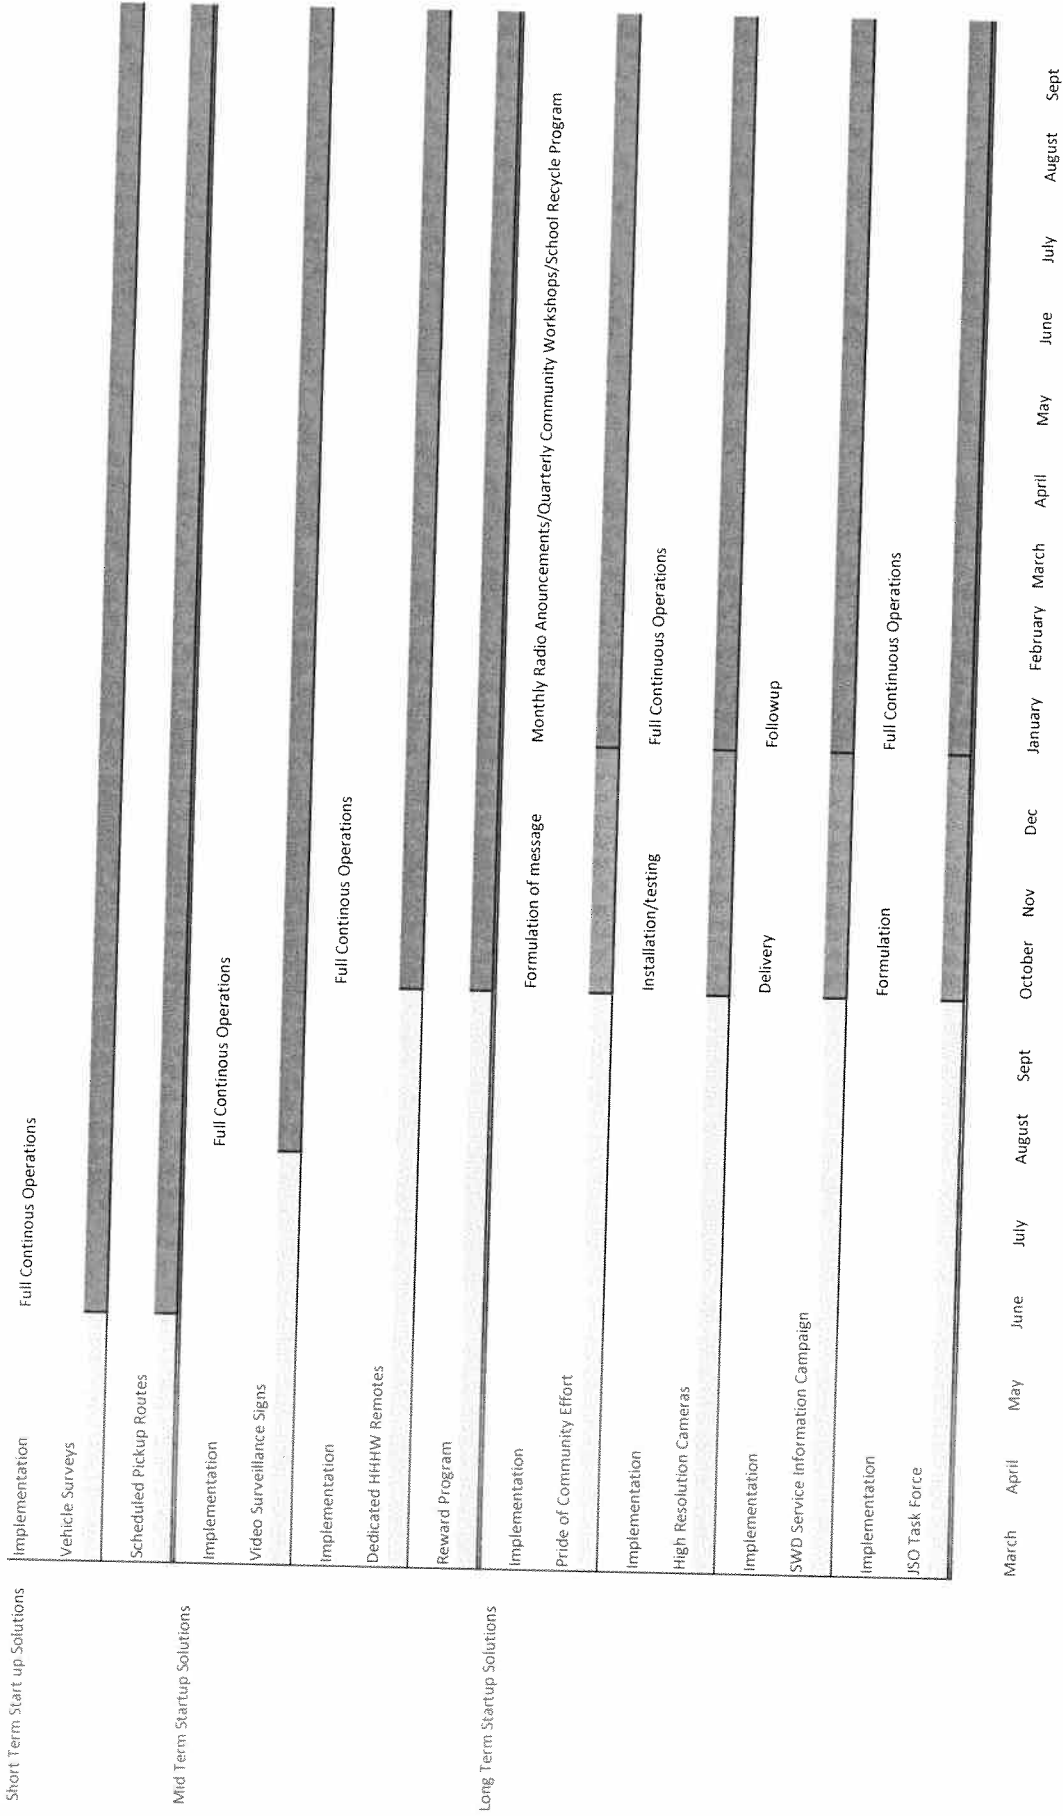 Short Term Start up Solutions
Implementation
Full Continous Operations
Vehicle Surveys
Scheduled Pickup Routes
Mid Term Startup Solutions
Implementation
Full Continous Operations
Video Surveillance Signs
Implementation
Full Continous Operations
Dedicated HHHW Remotes
Reward Program
Long Term Startup Solutions
Implementation
Formulation of message
Monthly Radio Anouncements/Quarterly Community Workshops/School Recycle Program
Pride of Community Effort
Implementation
Installation/testing
Full Continuous Operations
High Resolution Cameras
Implementation
Delivery
Followup
SWD Service Information Campaign
Implementation
Formulation
Full Continuous Operations
JSO Task Force
March April May June July August Sept October Nov Dec January February March April May June July August Sept